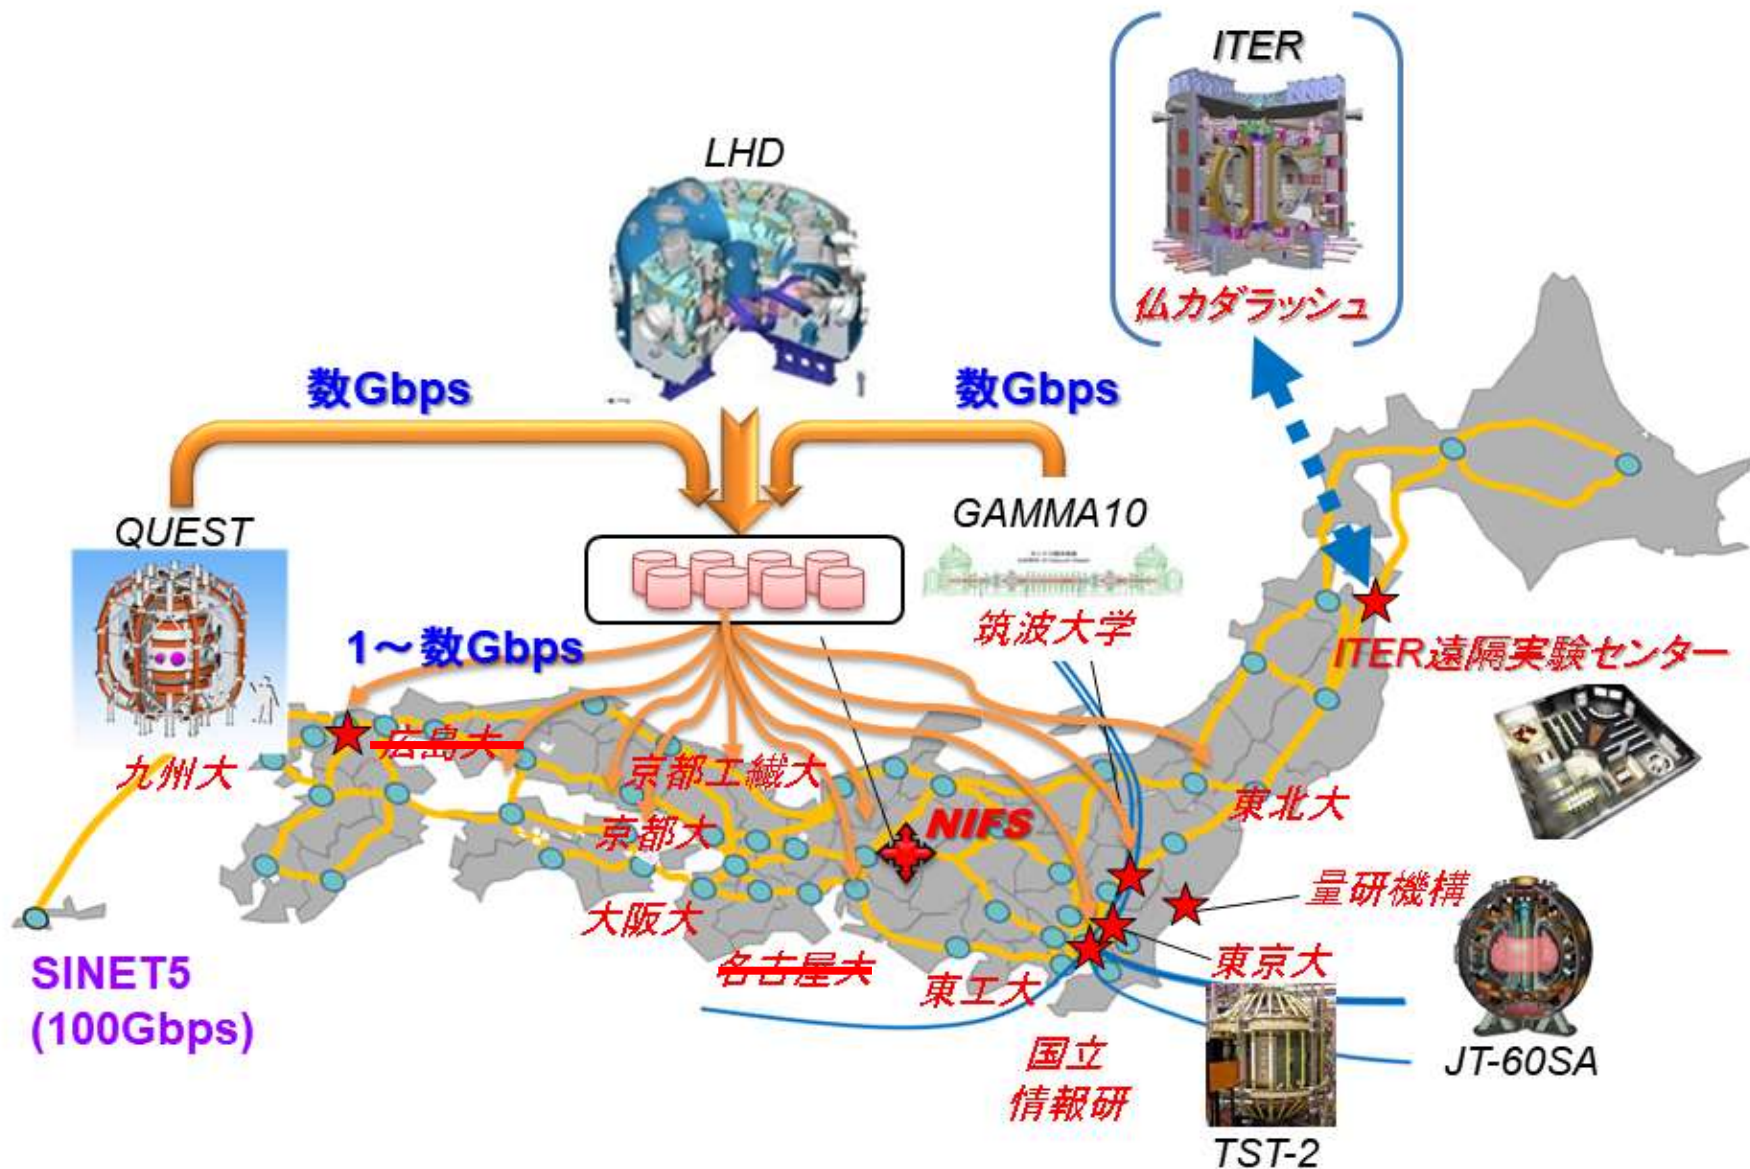 ITER
仏カダラッシュ
LHD
数Gbps
数Gbps
QUEST
GAMMA10
筑波大学
1～数Gbps
ITER遠隔実験センター
広島大
九州大
京都工繊大
京都大
NIFS
東北大
大阪大
量研機構
名古屋大
東工大
東京大
SINET5
(100Gbps)
国立
情報研
JT-60SA
TST-2